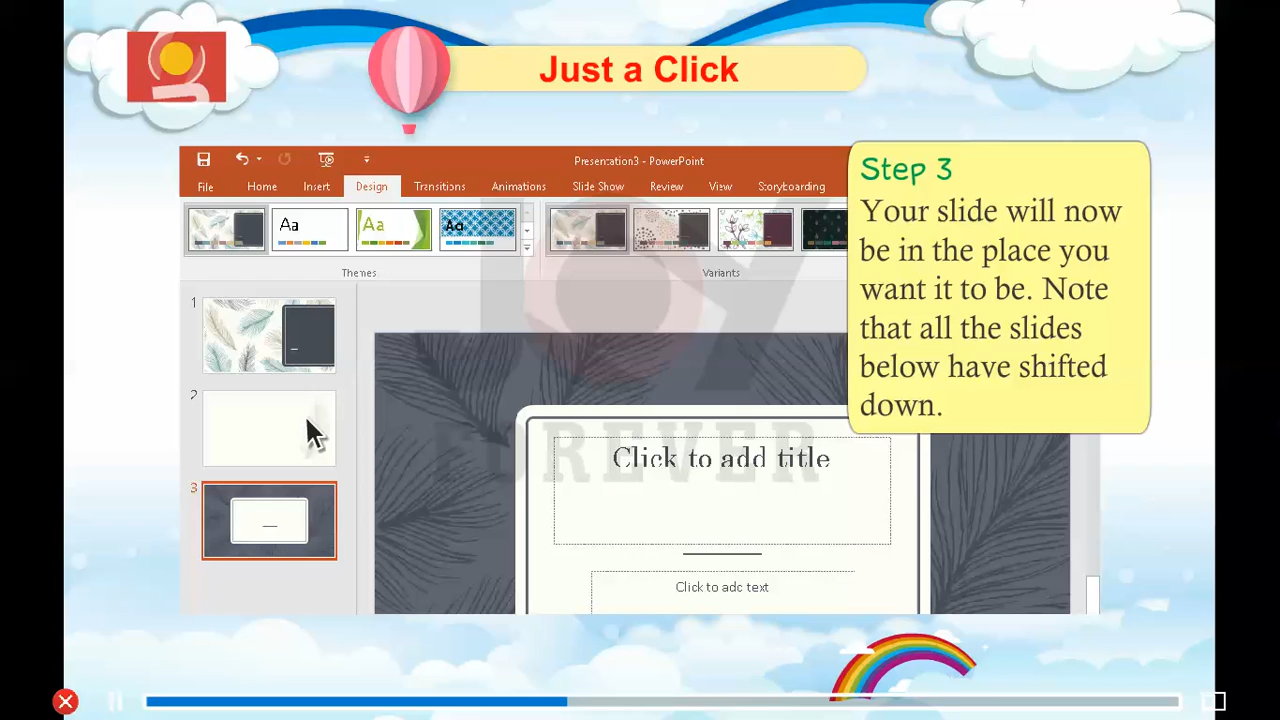 Just a Click
Presentation3 - PowerPoint
File Home Insert Design Transitions Animations Slide Show Review View Storyboarding
Aa Aa Aa
Themes Variants
Step 3
Your slide will now
be in the place you
want it to be. Note
that all the slides
below have shifted
down.
1
2
3
Click to add title
Click to add text
JOY
FOREVER